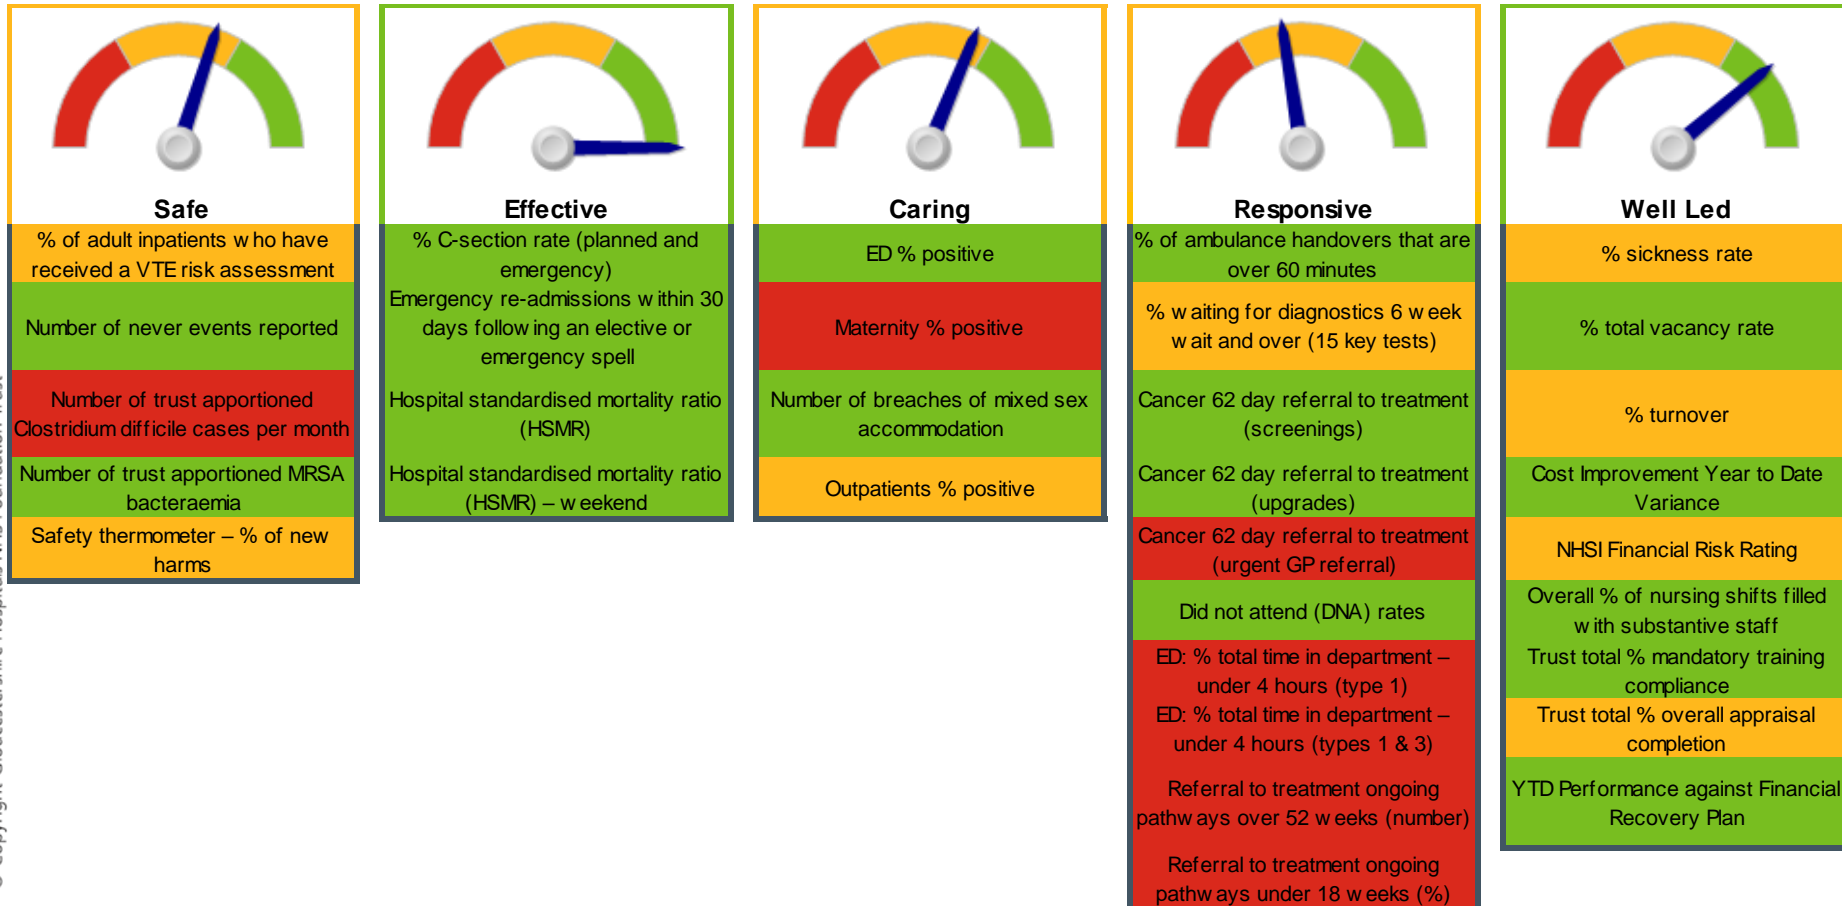 Safe
% of adult inpatients who have
received a VTE risk assessment
Number of never events reported
Number of trust apportioned
Clostridium difficile cases per month
Number of trust apportioned MRSA
bacteraemia
Safety thermometer – % of new
harms
Effective
% C-section rate (planned and
emergency)
Emergency re-admissions within 30
days following an elective or
emergency spell
Hospital standardised mortality ratio
(HSMR)
Hospital standardised mortality ratio
(HSMR) – weekend
Caring
ED % positive
Maternity % positive
Number of breaches of mixed sex
accommodation
Outpatients % positive
Responsive
% of ambulance handovers that are
over 60 minutes
% waiting for diagnostics 6 week
wait and over (15 key tests)
Cancer 62 day referral to treatment
(screenings)
Cancer 62 day referral to treatment
(upgrades)
Cancer 62 day referral to treatment
(urgent GP referral)
Did not attend (DNA) rates
ED: % total time in department –
under 4 hours (type 1)
ED: % total time in department –
under 4 hours (types 1 & 3)
Referral to treatment ongoing
pathways over 52 weeks (number)
Referral to treatment ongoing
pathways under 18 weeks (%)
Well Led
% sickness rate
% total vacancy rate
% turnover
Cost Improvement Year to Date
Variance
NHSI Financial Risk Rating
Overall % of nursing shifts filled
with substantive staff
Trust total % mandatory training
compliance
Trust total % overall appraisal
completion
YTD Performance against Financial
Recovery Plan